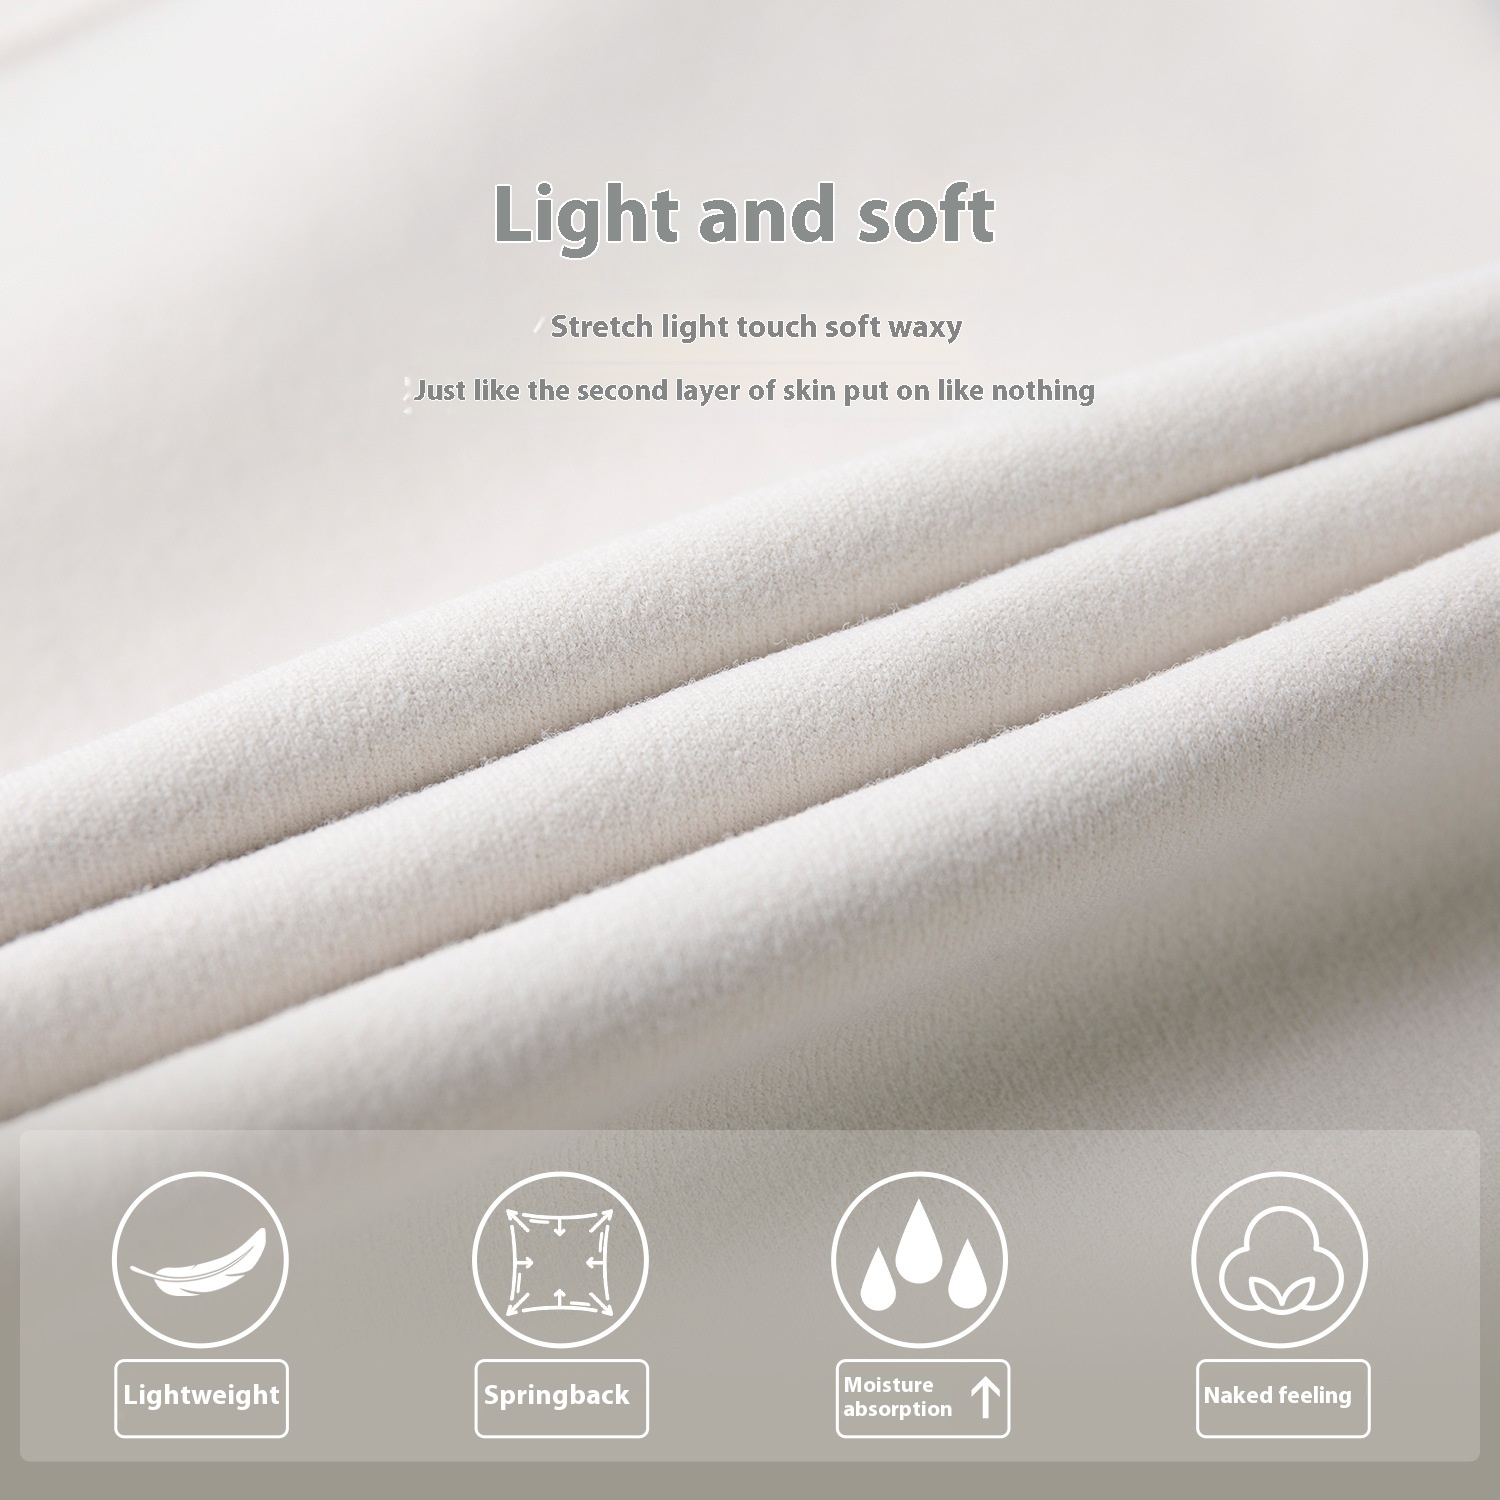 Light and soft
Stretch light touch soft waxy
Just like the second layer of skin put on like nothing
Lightweight
Springback
Moisture
absorption
Naked feeling